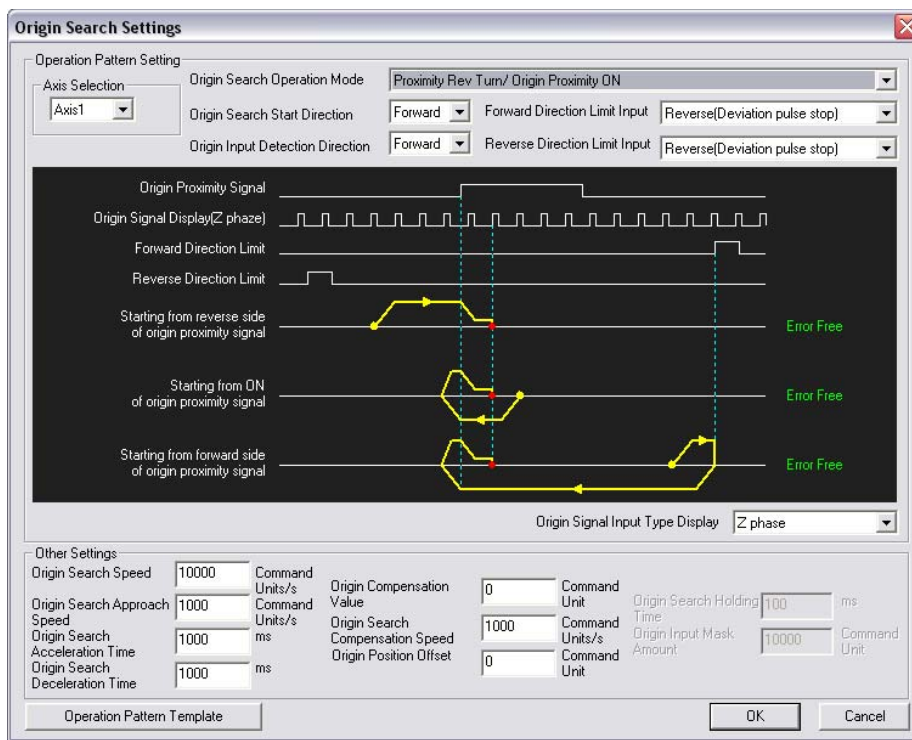 Origin Search Settings
Operation Pattern Setting
Axis Selection
Axis1
Origin Search Operation Mode
Proximity Rev Turn/ Origin Proximity ON
Origin Search Start Direction
Forward
Forward Direction Limit Input
Reverse(Deviation pulse stop)
Origin Input Detection Direction
Forward
Reverse Direction Limit Input
Reverse(Deviation pulse stop)
Origin Proximity Signal
Origin Signal Display(Z phaze)
Forward Direction Limit
Reverse Direction Limit
Starting from reverse side
of origin proximity signal
Error Free
Starting from ON
of origin proximity signal
Error Free
Starting from forward side
of origin proximity signal
Error Free
Origin Signal Input Type Display
Z phase
Other Settings
Origin Search Speed
10000
Command
Units/s
Origin Search Approach
Speed
1000
Command
Units/s
Origin Search
Acceleration Time
1000
ms
Origin Search
Deceleration Time
1000
ms
Origin Compensation
Value
0
Command
Unit
Origin Search
Compensation Speed
1000
Command
Units/s
Origin Position Offset
0
Command
Unit
Origin Search Holding
Time
100
ms
Origin Input Mask
Amount
10000
Command
Unit
Operation Pattern Template
OK
Cancel